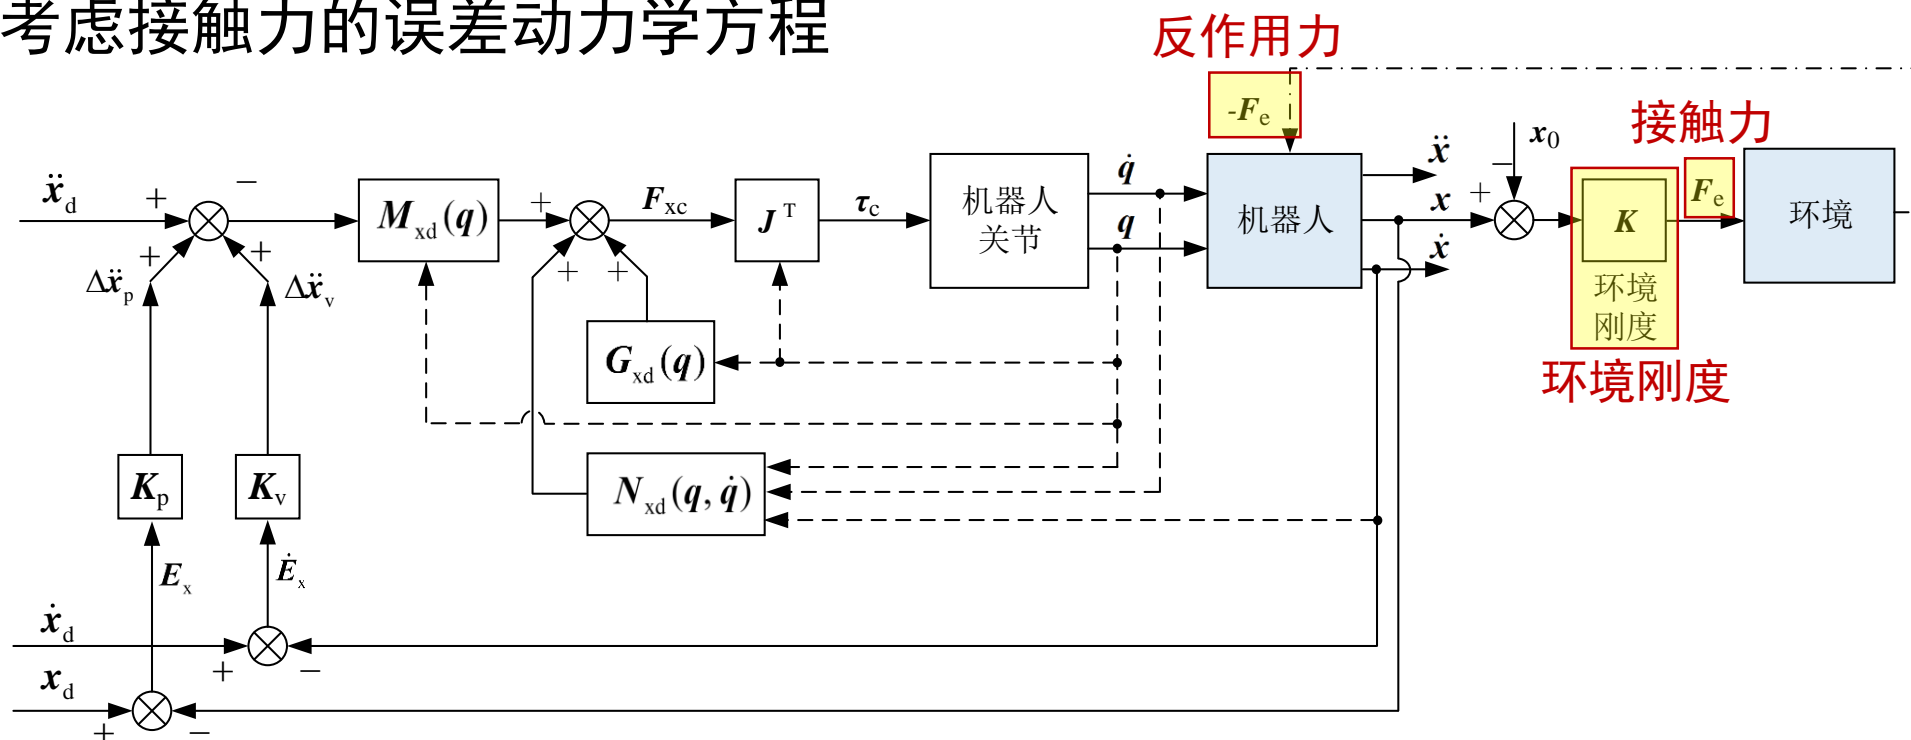 考虑接触力的误差动力学方程
反作用力
-Fe
接触力
ẍd
+
−
Mxd(q)
+
Fxc
J T
τc
机器人
关节
q̇
q
机器人
ẍ
x
ẋ
−
x0
+
K
环境
刚度
Fe
环境
环境刚度
+
+
Δẍp
Δẍv
+
+
Gxd(q)
Kp
Kv
Nxd(q, q̇)
Ex
Ėx
ẋd
+
−
xd
+
−